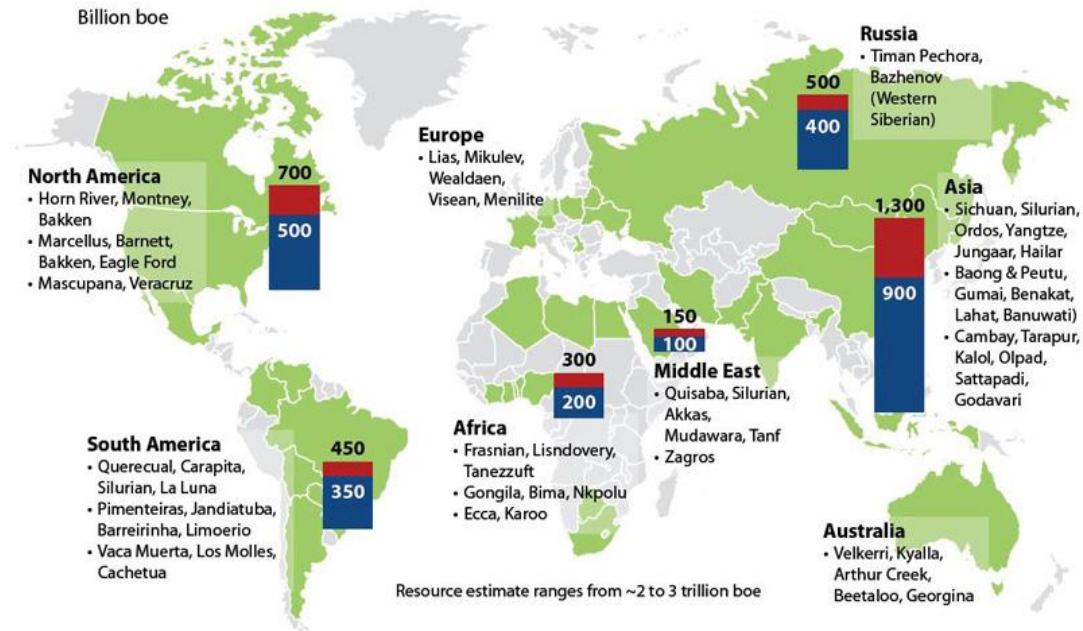 Billion boe
Russia
• Timan Pechora,
Bazhenov
(Western
Siberian)
500
400
Europe
• Lias, Mikulev,
Wealdaen,
Visean, Menilite
North America
• Horn River, Montney,
Bakken
• Marcellus, Barnett,
Bakken, Eagle Ford
• Mascupana, Veracruz
700
500
Asia
• Sichuan, Silurian,
Ordos, Yangtze,
Jungaar, Hailar
• Baong & Peutu,
Gumai, Benakat,
Lahat, Banuwati)
• Cambay, Tarapur,
Kalol, Olpad,
Sattapadi,
Godavari
1,300
900
150
100
Middle East
• Quisaba, Silurian,
Akkas,
Mudawara, Tanf
• Zagros
300
200
Africa
• Frasnian, Lisndovery,
Tanezzuft
• Gongila, Bima, Nkpolu
• Ecca, Karoo
South America
• Querecual, Carapita,
Silurian, La Luna
• Pimenteiras, Jandiatuba,
Barreirinha, Limoerio
• Vaca Muerta, Los Molles,
Cachetua
450
350
Australia
• Velkerri, Kyalla,
Arthur Creek,
Beetaloo, Georgina
Resource estimate ranges from ~2 to 3 trillion boe